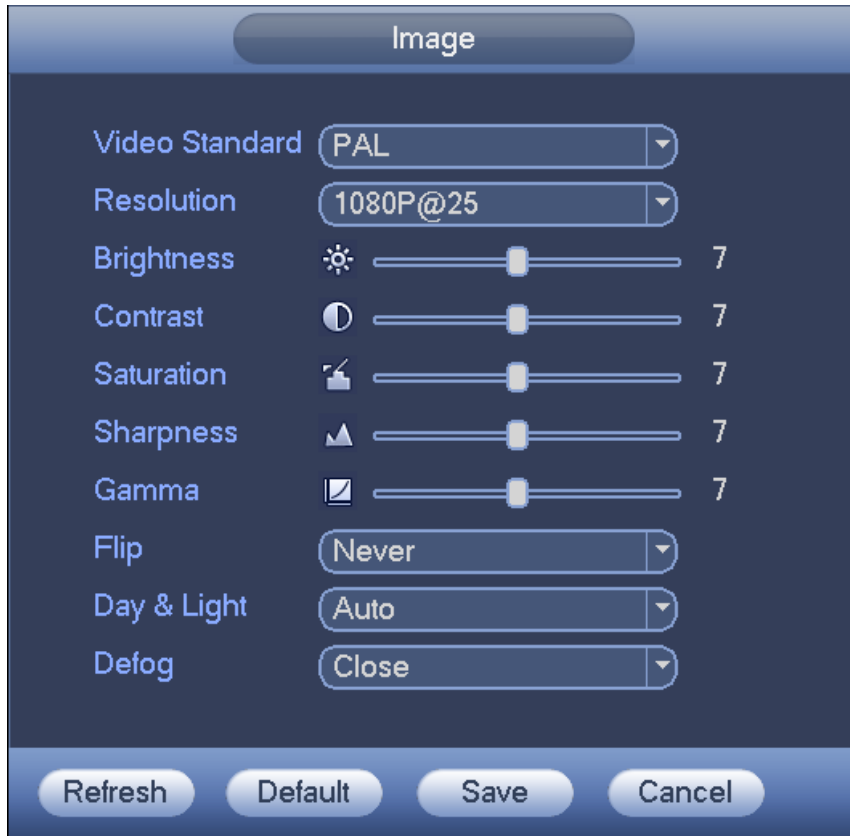 Image
Video Standard PAL
Resolution 1080P@25
Brightness 7
Contrast 7
Saturation 7
Sharpness 7
Gamma 7
Flip Never
Day & Light Auto
Defog Close
Refresh Default Save Cancel